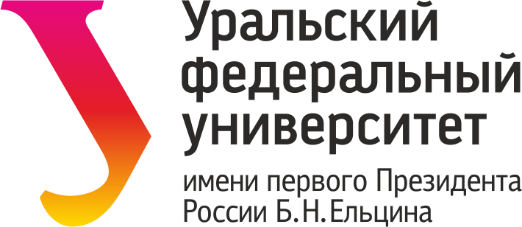 Уральский
федеральный
университет
имени первого Президента
России Б.Н.Ельцина